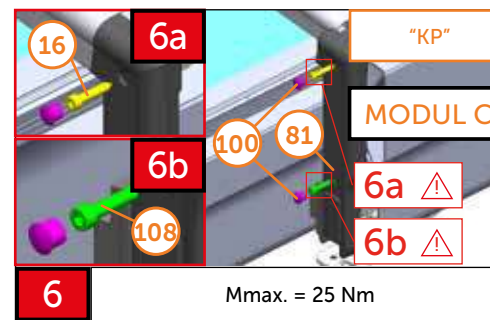 16
6a
"KP"
MODUL C
6b
100
81
108
6a ⚠
6b ⚠
6
Mmax. = 25 Nm